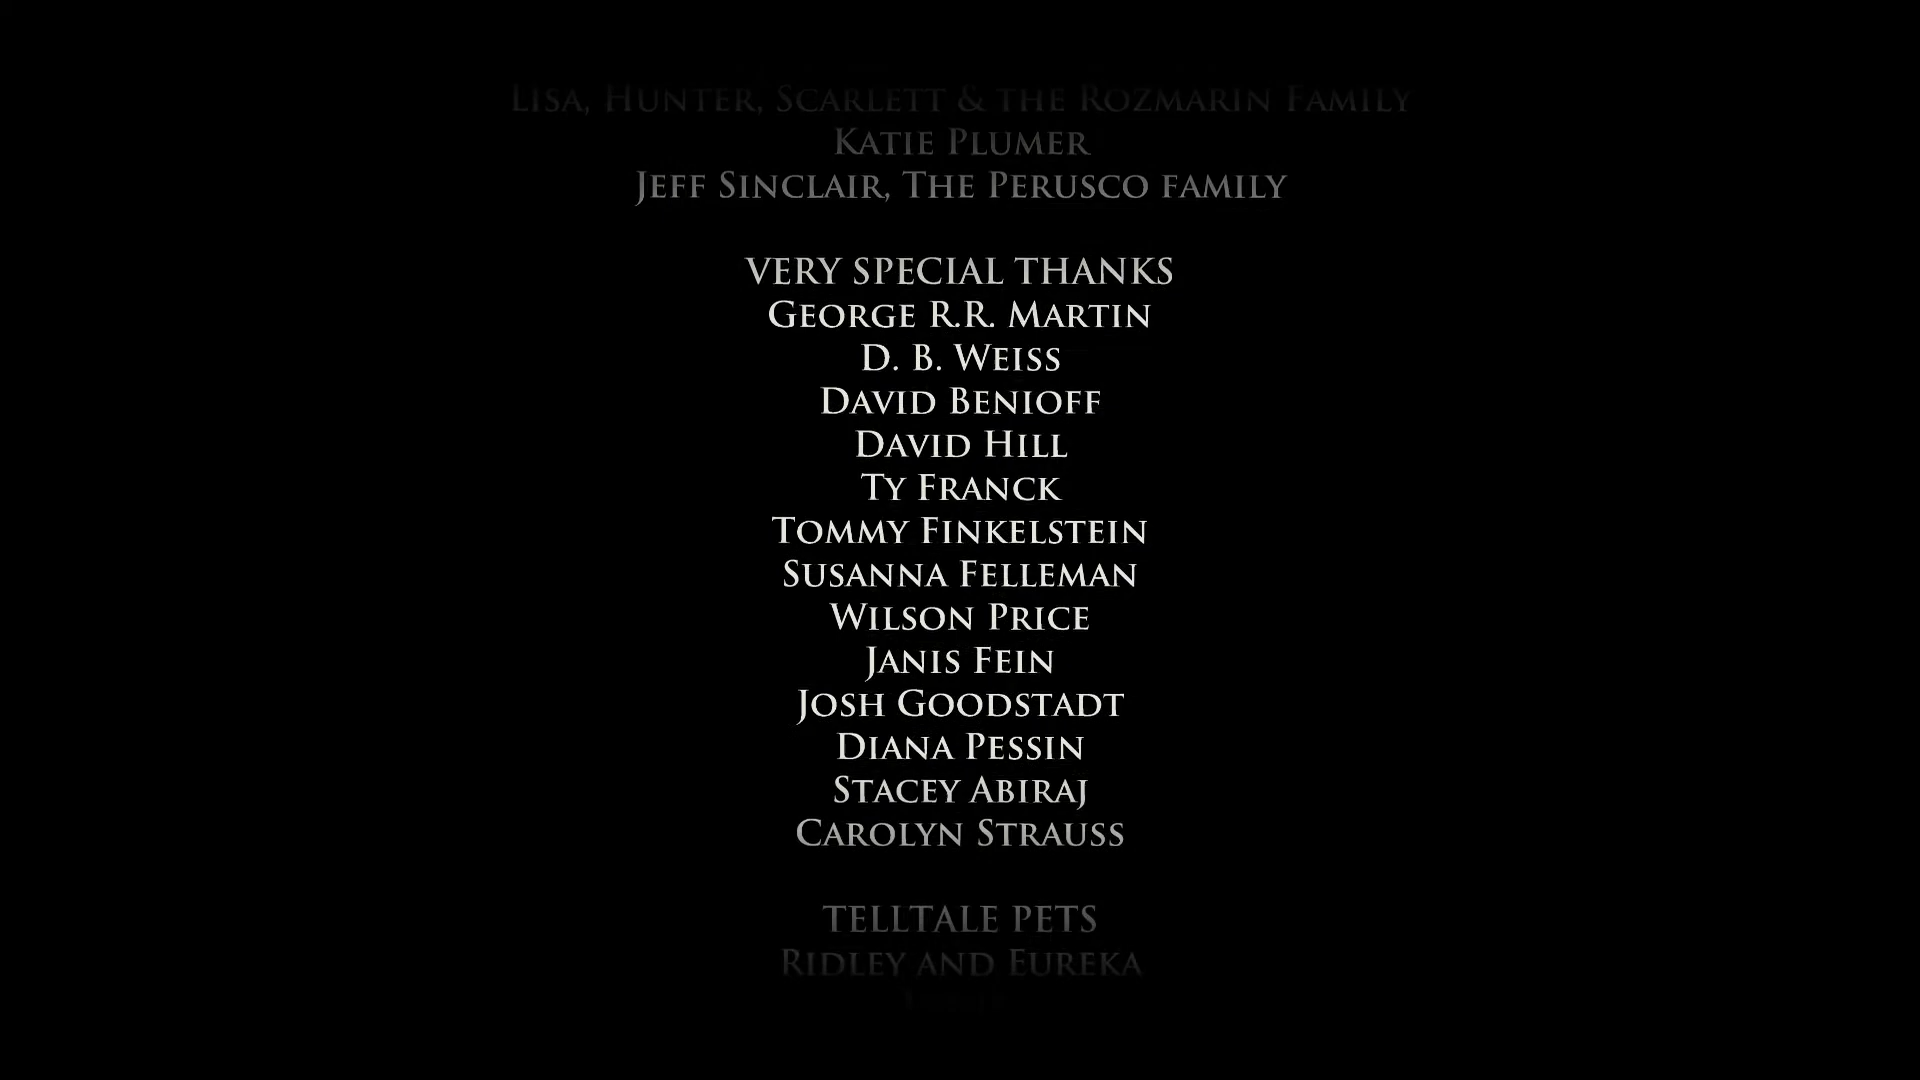 Lisa, Hunter, Scarlett & the Rozmarin Family
Katie Plumer
Jeff Sinclair, The Perusco family
VERY SPECIAL THANKS
George R.R. Martin
D. B. Weiss
David Benioff
David Hill
Ty Franck
Tommy Finkelstein
Susanna Felleman
Wilson Price
Janis Fein
Josh Goodstadt
Diana Pessin
Stacey Abiraj
Carolyn Strauss
TELLTALE PETS
Ridley and Eureka